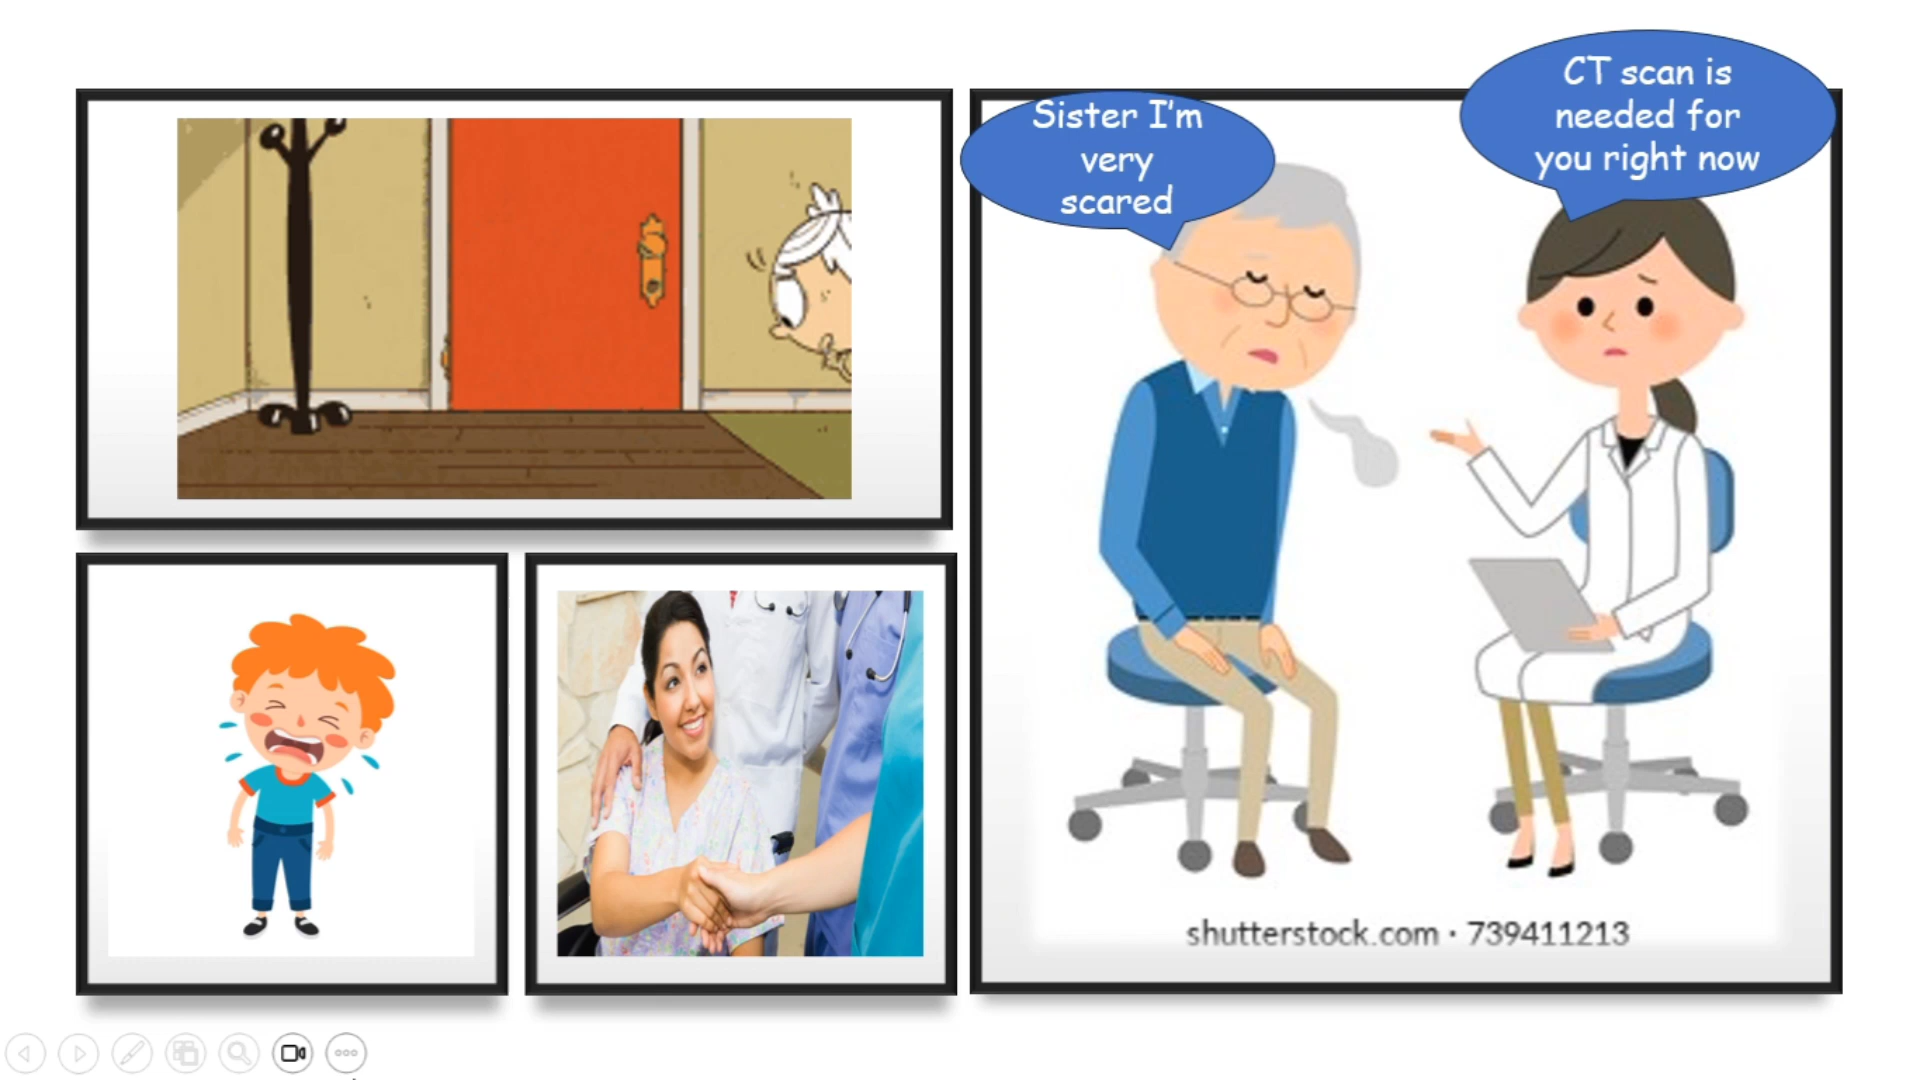 Sister I'm
very
scared
CT scan is
needed for
you right now
shutterstock.com · 739411213